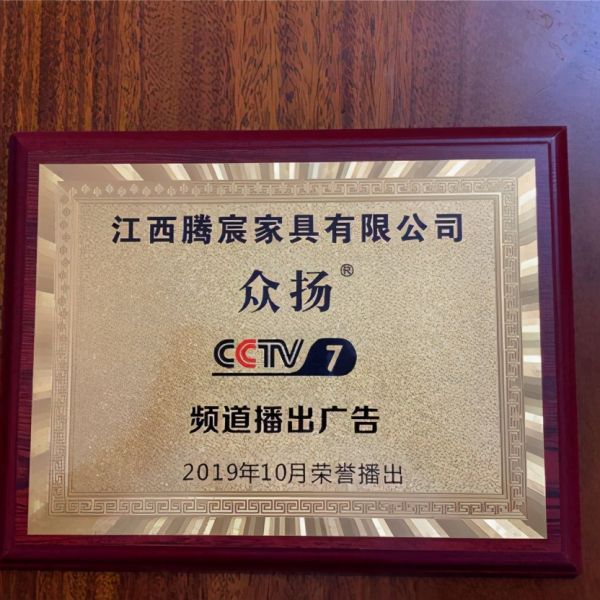 江西腾宸家具有限公司
众扬®
CCTV 7
频道播出广告
2019年10月荣誉播出